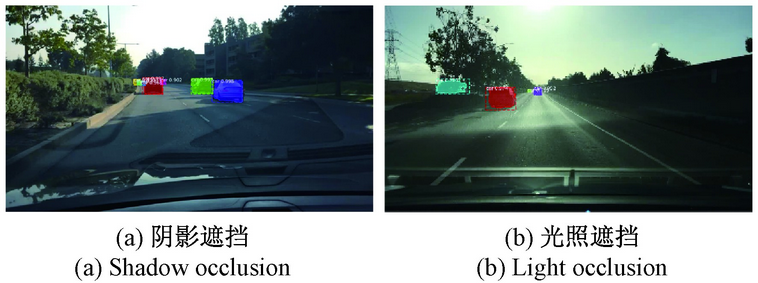 (a) 阴影遮挡
(a) Shadow occlusion
(b) 光照遮挡
(b) Light occlusion